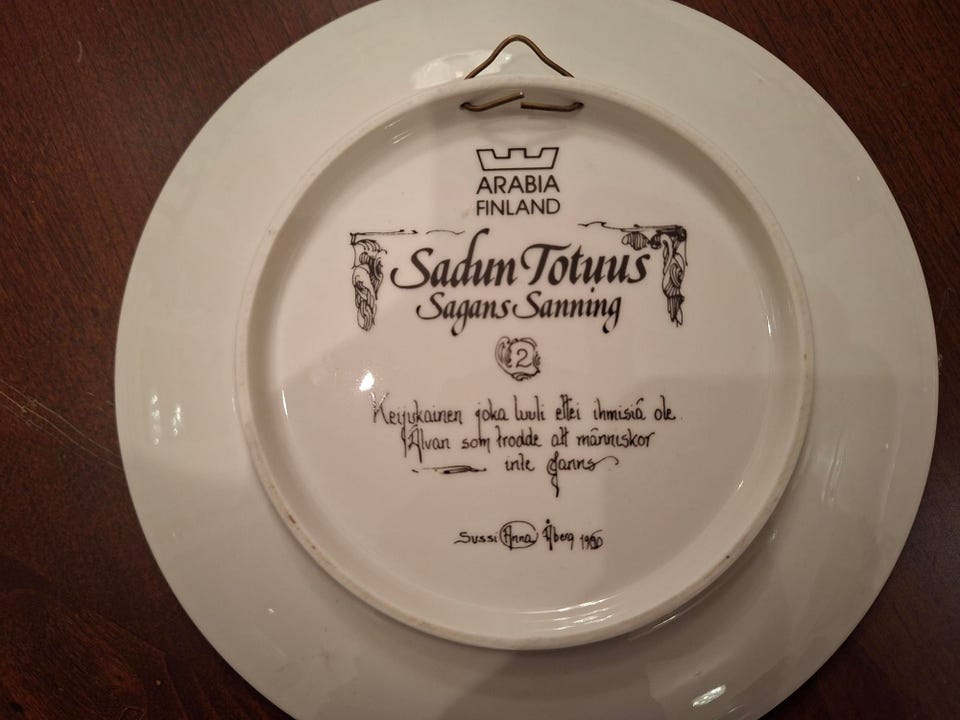 ARABIA
FINLAND
Sadun Totuus
Sagans Sanning
2
Keijukainen joka luuli ettei ihmisiä ole.
Älvan som trodde att människor
inte fanns
Sussi Anna Åberg